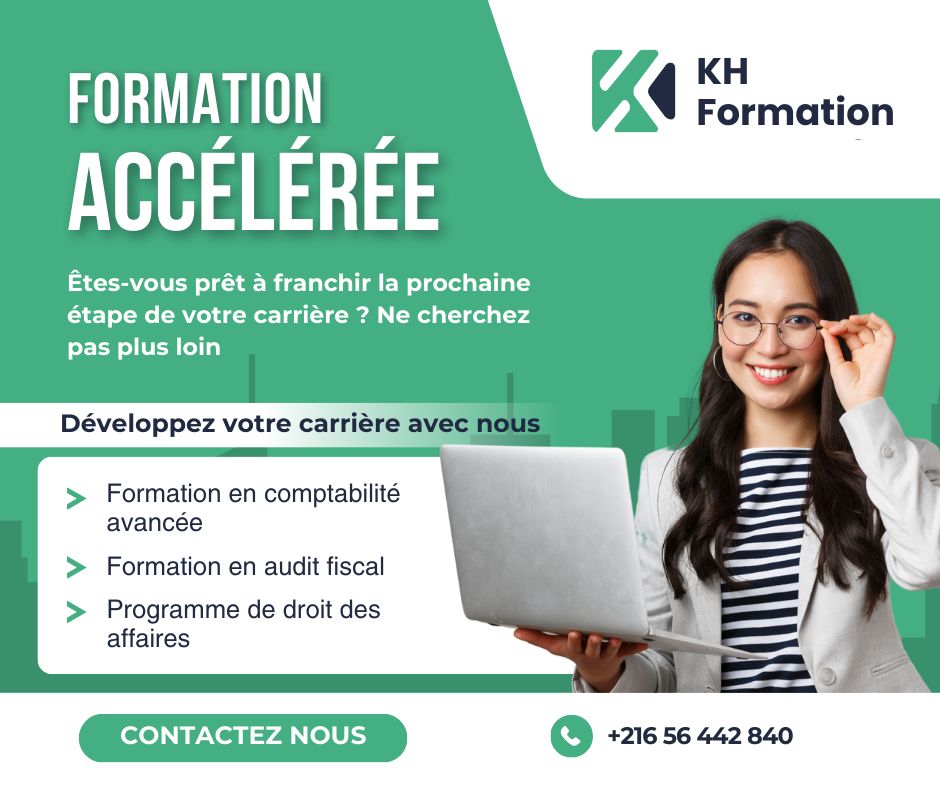 KH
Formation
FORMATION
ACCÉLÉRÉE
Êtes-vous prêt à franchir la prochaine
étape de votre carrière ? Ne cherchez
pas plus loin
Développez votre carrière avec nous
Formation en comptabilité
avancée
Formation en audit fiscal
Programme de droit des
affaires
CONTACTEZ NOUS
+216 56 442 840